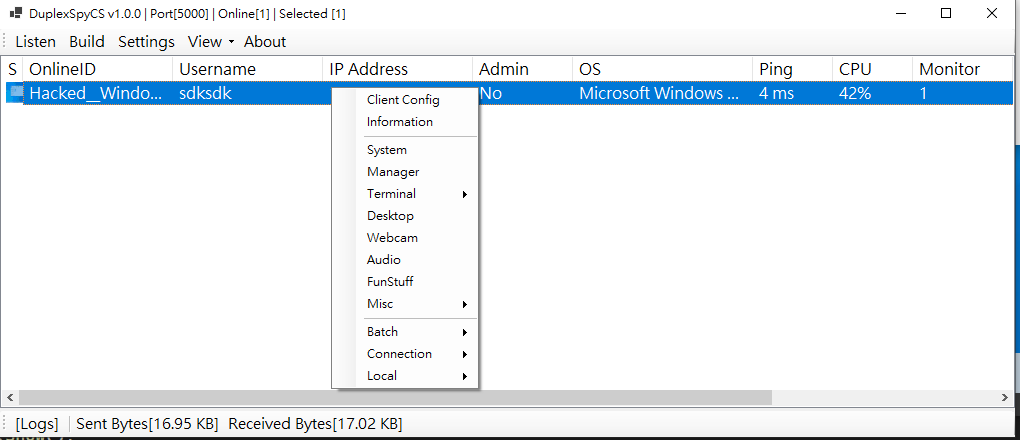 DuplexSpyCS v1.0.0 | Port[5000] | Online[1] | Selected [1]
Listen Build Settings View About
S OnlineID Username IP Address Admin OS Ping CPU Monitor
Hacked__Windo... sdksdk No Microsoft Windows ... 4 ms 42% 1
Client Config
Information
System
Manager
Terminal
Desktop
Webcam
Audio
FunStuff
Misc
Batch
Connection
Local
[Logs] Sent Bytes[16.95 KB] Received Bytes[17.02 KB]